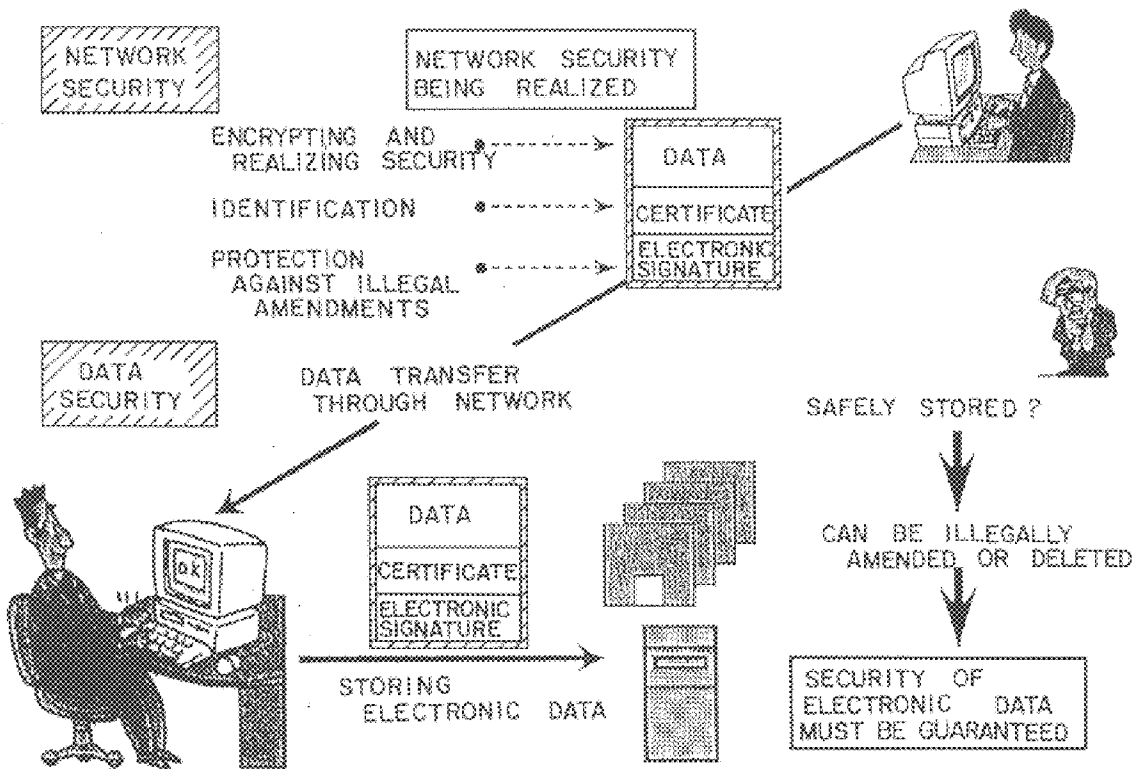 NETWORK
SECURITY
NETWORK SECURITY
BEING REALIZED
ENCRYPTING AND
REALIZING SECURITY
IDENTIFICATION
PROTECTION
AGAINST ILLEGAL
AMENDMENTS
DATA
CERTIFICATE
ELECTRONIC
SIGNATURE
DATA
SECURITY
DATA TRANSFER
THROUGH NETWORK
SAFELY STORED?
CAN BE ILLEGALLY
AMENDED OR DELETED
SECURITY OF
ELECTRONIC DATA
MUST BE GUARANTEED
OK
DATA
CERTIFICATE
ELECTRONIC
SIGNATURE
STORING
ELECTRONIC DATA